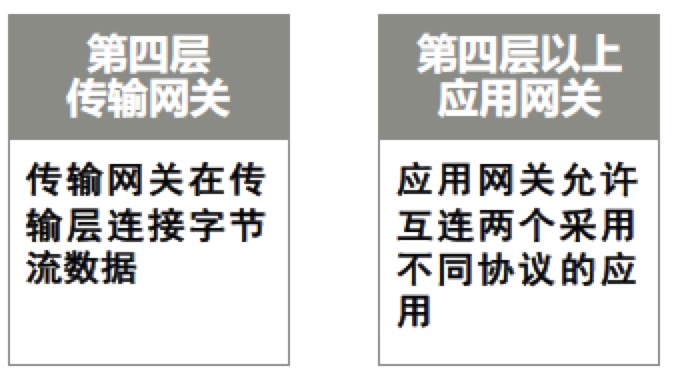 第四层
传输网关
传输网关在传
输层连接字节
流数据
第四层以上
应用网关
应用网关允许
互连两个采用
不同协议的应
用